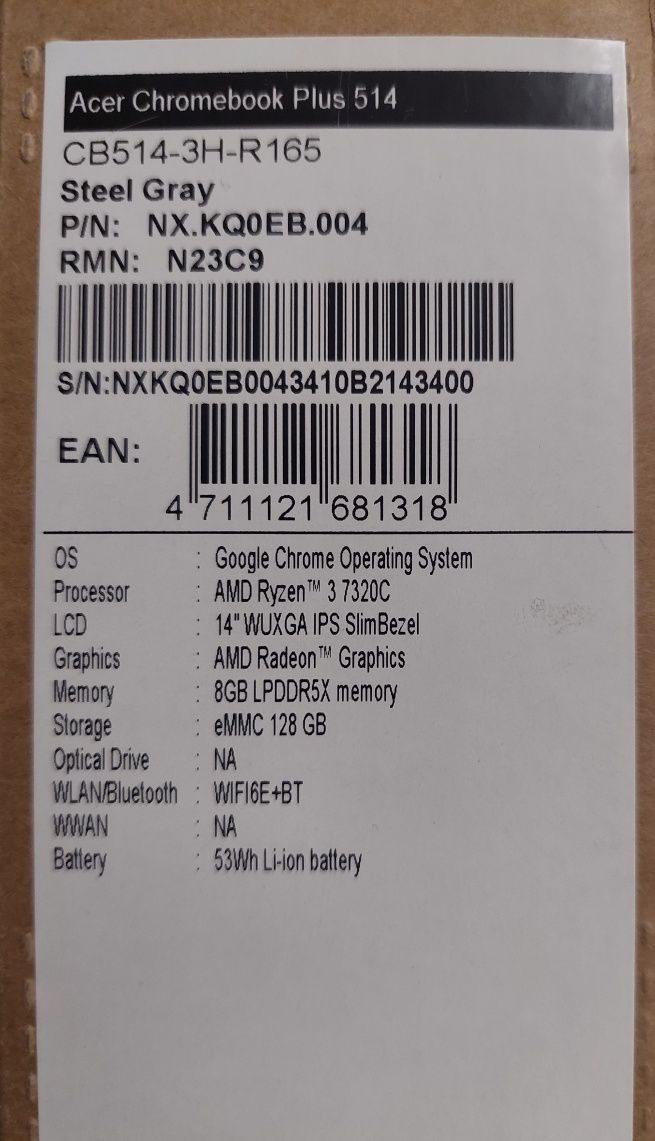 Acer Chromebook Plus 514
CB514-3H-R165
Steel Gray
P/N: NX.KQ0EB.004
RMN: N23C9
S/N:NXKQ0EB0043410B2143400
EAN:
4 711121 681318
OS : Google Chrome Operating System
Processor : AMD Ryzen™ 3 7320C
LCD : 14" WUXGA IPS SlimBezel
Graphics : AMD Radeon™ Graphics
Memory : 8GB LPDDR5X memory
Storage : eMMC 128 GB
Optical Drive : NA
WLAN/Bluetooth : WIFI6E+BT
WWAN : NA
Battery : 53Wh Li-ion battery